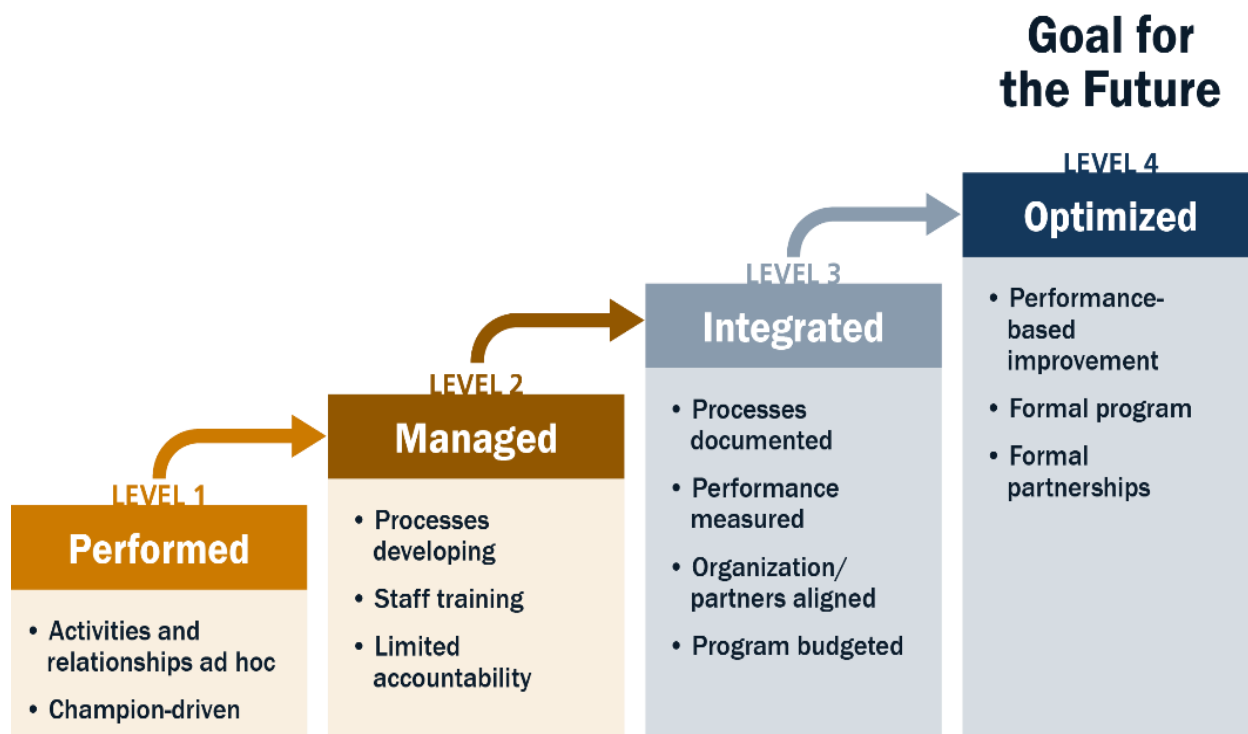 Goal for
the Future
LEVEL 1
Performed
• Activities and
relationships ad hoc
• Champion-driven
LEVEL 2
Managed
• Processes
developing
• Staff training
• Limited
accountability
LEVEL 3
Integrated
• Processes
documented
• Performance
measured
• Organization/
partners aligned
• Program budgeted
LEVEL 4
Optimized
• Performance-
based
improvement
• Formal program
• Formal
partnerships